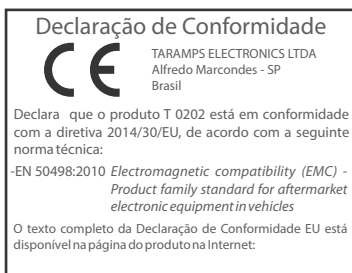 Declaração de Conformidade
CE
TARAMPS ELECTRONICS LTDA
Alfredo Marcondes - SP
Brasil
Declara que o produto T 0202 está em conformidade
com a diretiva 2014/30/EU, de acordo com a seguinte
norma técnica:
-EN 50498:2010 Electromagnetic compatibility (EMC) -
Product family standard for aftermarket
electronic equipment in vehicles
O texto completo da Declaração de Conformidade EU está
disponível na página do produto na Internet: